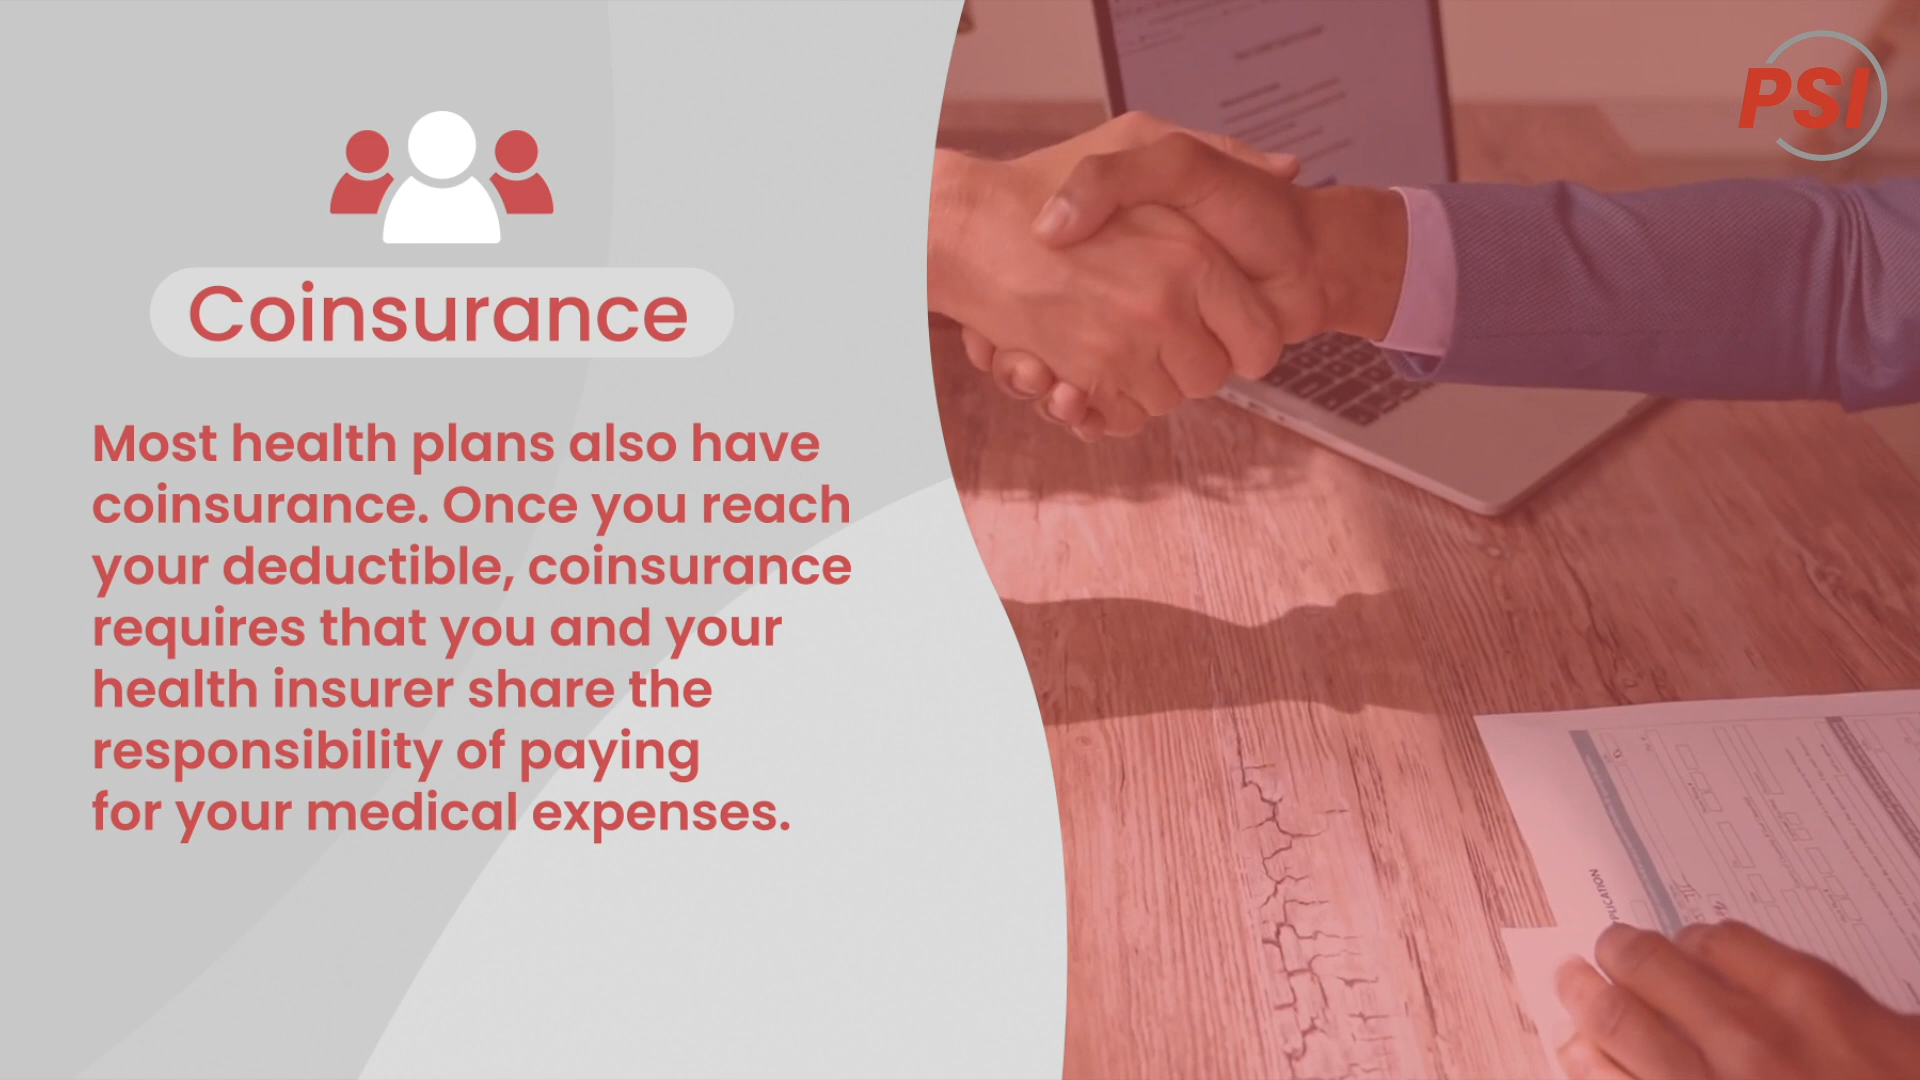 PSI
Coinsurance
Most health plans also have
coinsurance. Once you reach
your deductible, coinsurance
requires that you and your
health insurer share the
responsibility of paying
for your medical expenses.